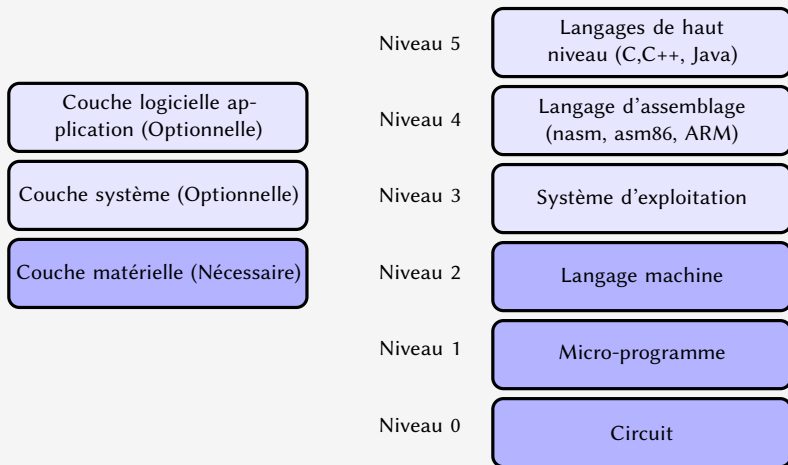 Couche logicielle ap-
plication (Optionnelle)
Couche système (Optionnelle)
Couche matérielle (Nécessaire)
Niveau 5
Langages de haut
niveau (C,C++, Java)
Niveau 4
Langage d'assemblage
(nasm, asm86, ARM)
Niveau 3
Système d'exploitation
Niveau 2
Langage machine
Niveau 1
Micro-programme
Niveau 0
Circuit